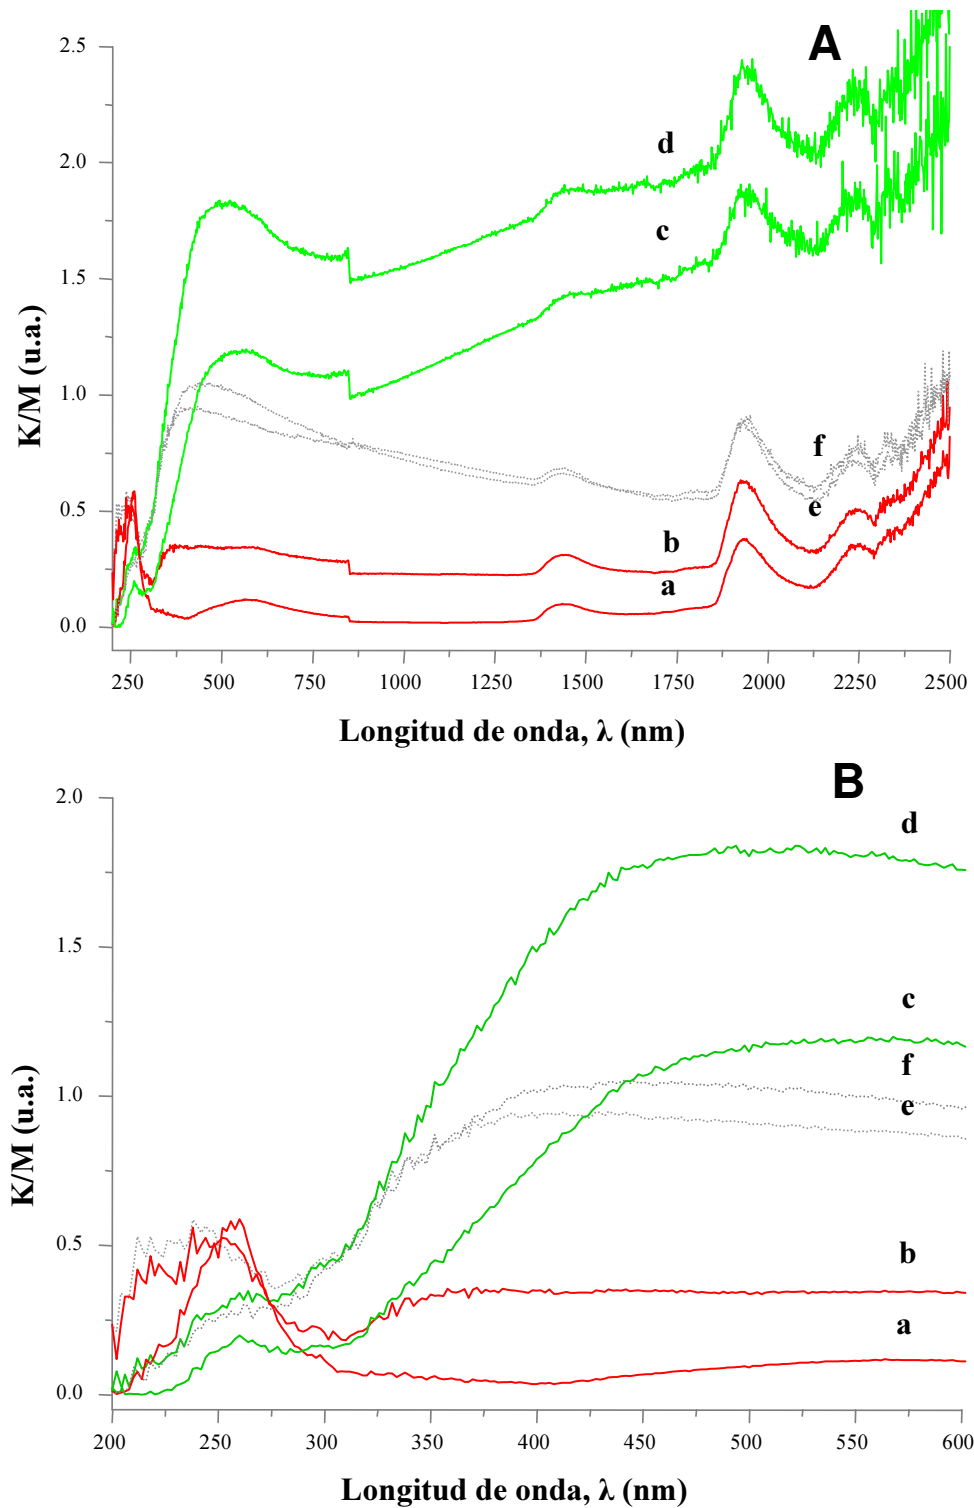 A
2.5
2.0
1.5
1.0
0.5
0.0
K/M (u.a.)
d
c
f
e
b
a
250 500 750 1000 1250 1500 1750 2000 2250 2500
Longitud de onda, λ (nm)
B
2.0
1.5
1.0
0.5
0.0
K/M (u.a.)
d
c
f
e
b
a
200 250 300 350 400 450 500 550 600
Longitud de onda, λ (nm)